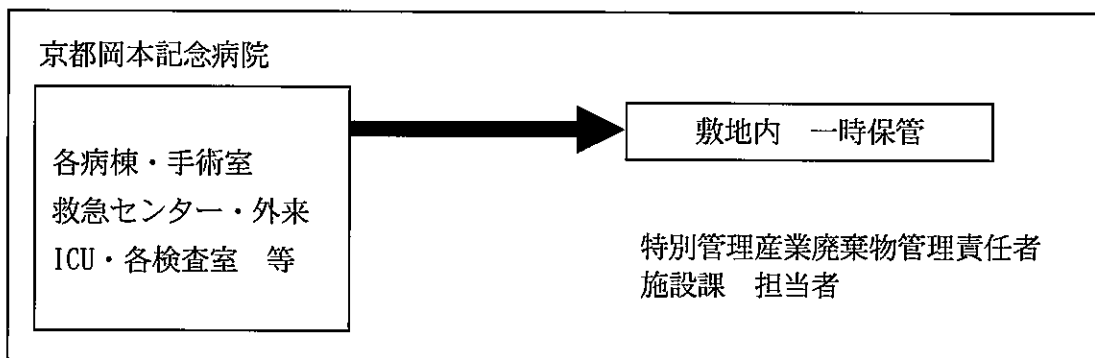 京都岡本記念病院
各病棟・手術室
救急センター・外来
ICU・各検査室　等
敷地内　一時保管
特別管理産業廃棄物管理責任者
施設課　担当者